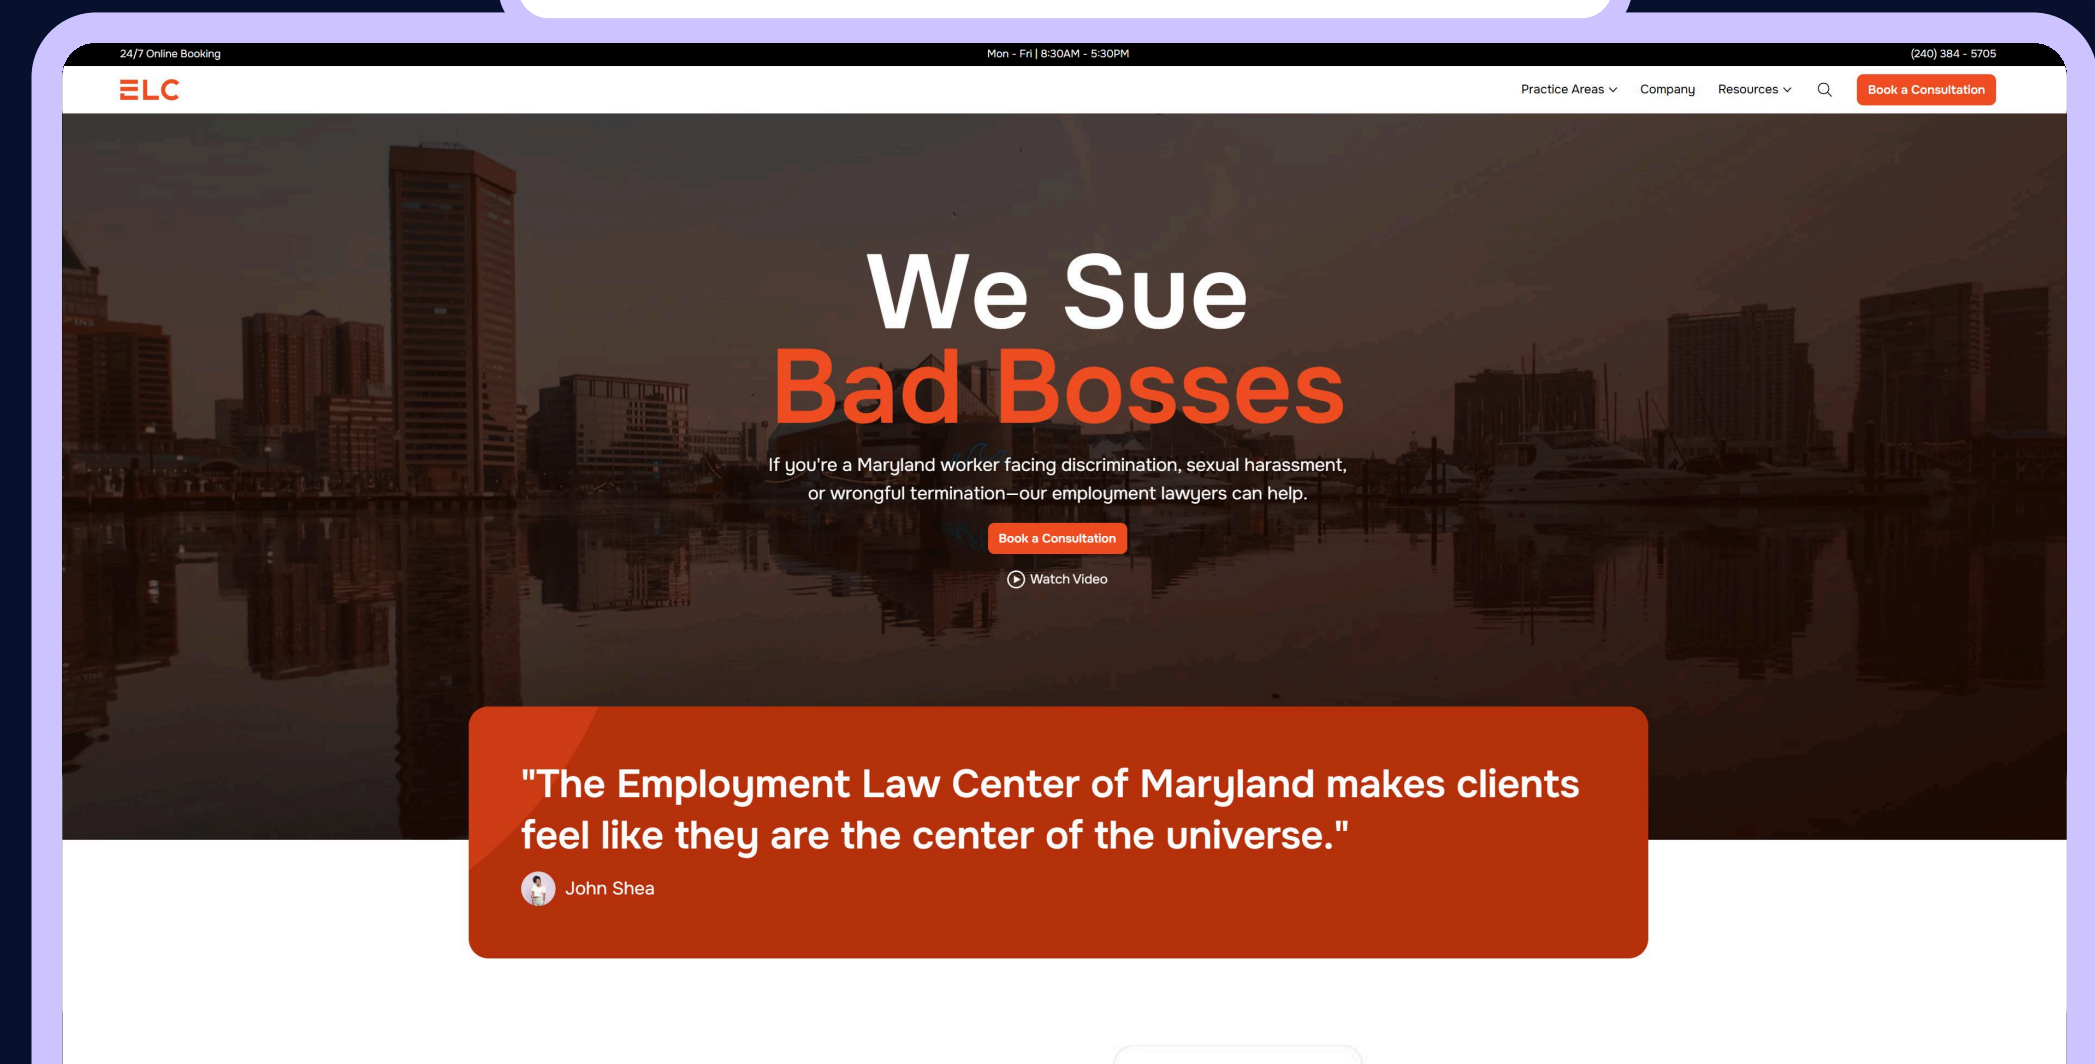 24/7 Online Booking
Mon - Fri | 8:30AM - 5:30PM
(240) 384 - 5705
ELC
Practice Areas
Company
Resources
Book a Consultation
We Sue
Bad Bosses
If you're a Maryland worker facing discrimination, sexual harassment,
or wrongful termination—our employment lawyers can help.
Book a Consultation
Watch Video
"The Employment Law Center of Maryland makes clients
feel like they are the center of the universe."
John Shea